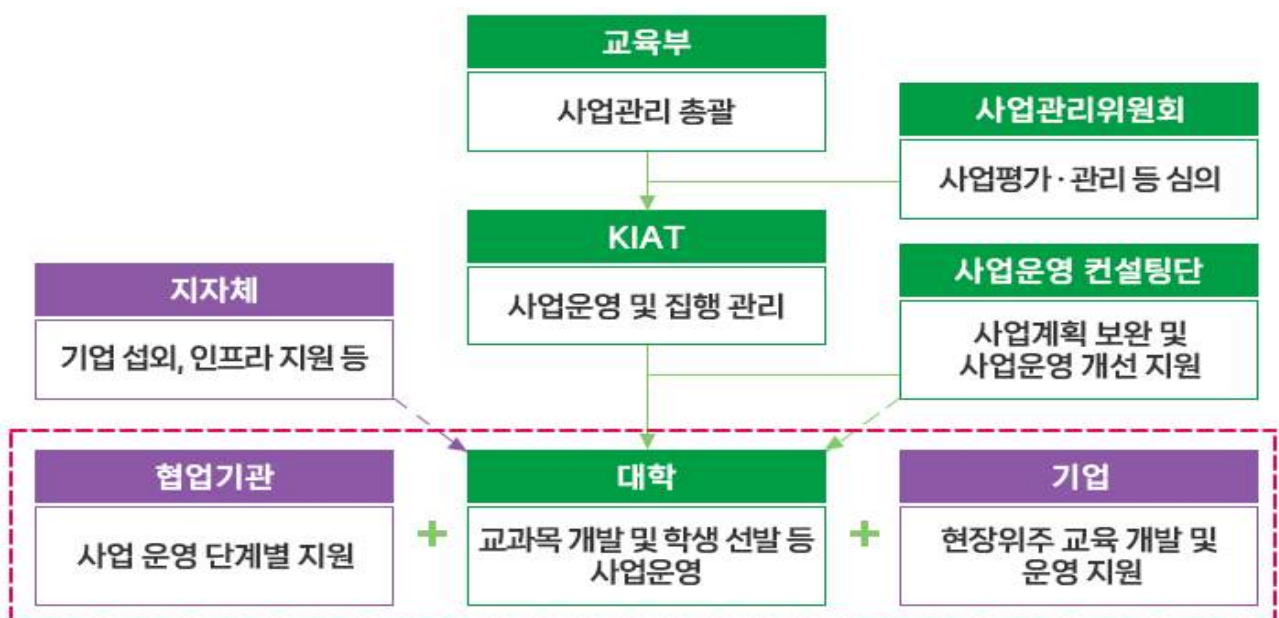 교육부
사업관리 총괄
사업관리위원회
사업평가·관리 등 심의
KIAT
사업운영 및 집행 관리
사업운영 컨설팅단
사업계획 보완 및
사업운영 개선 지원
지자체
기업 섭외, 인프라 지원 등
협업기관
사업 운영 단계별 지원
+
대학
교과목 개발 및 학생 선발 등
사업운영
+
기업
현장위주 교육 개발 및
운영 지원